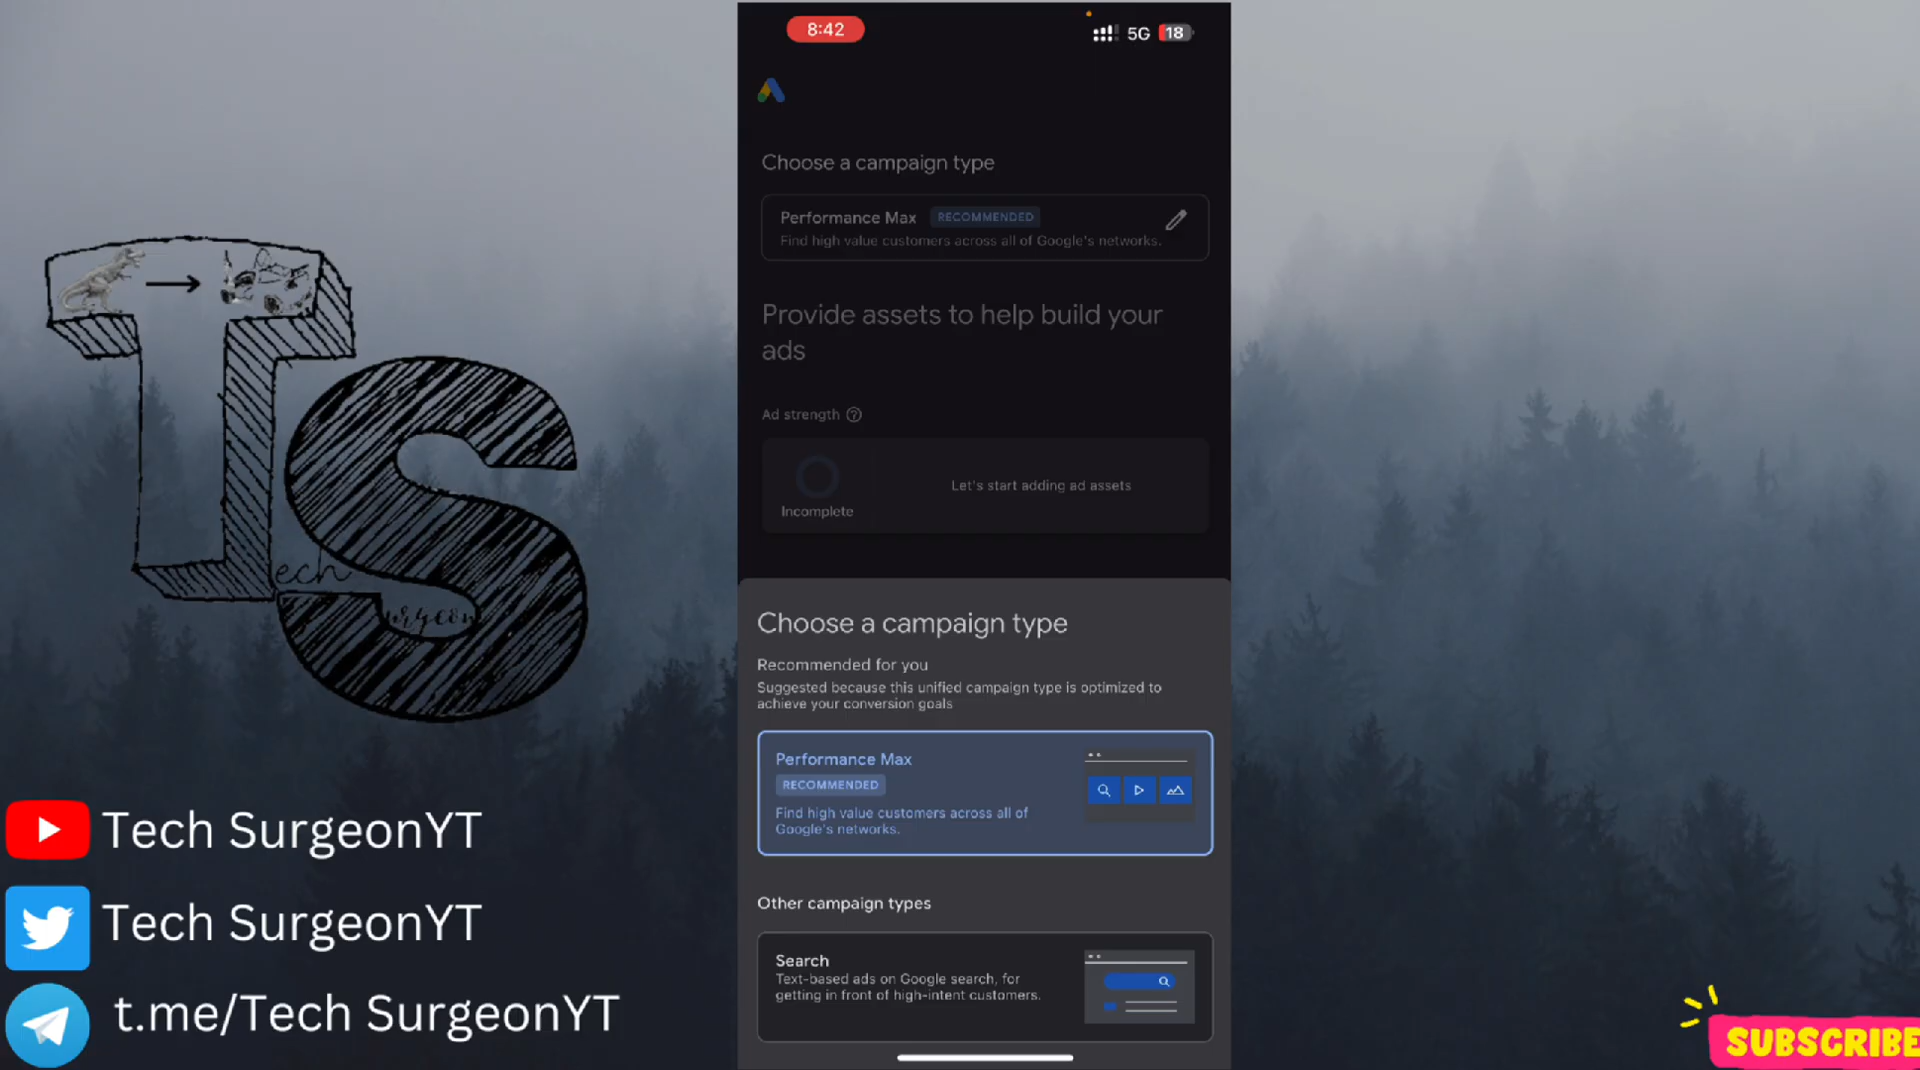 8:42
5G 18
Choose a campaign type
Performance Max RECOMMENDED
Find high value customers across all of Google's networks.
Provide assets to help build your
ads
Ad strength
Incomplete
Let's start adding ad assets
Choose a campaign type
Recommended for you
Suggested because this unified campaign type is optimized to
achieve your conversion goals
Performance Max
RECOMMENDED
Find high value customers across all of
Google's networks.
Other campaign types
Search
Text-based ads on Google search, for
getting in front of high-intent customers.
TS
ech
urgeon
Tech SurgeonYT
Tech SurgeonYT
t.me/Tech SurgeonYT
SUBSCRIBE